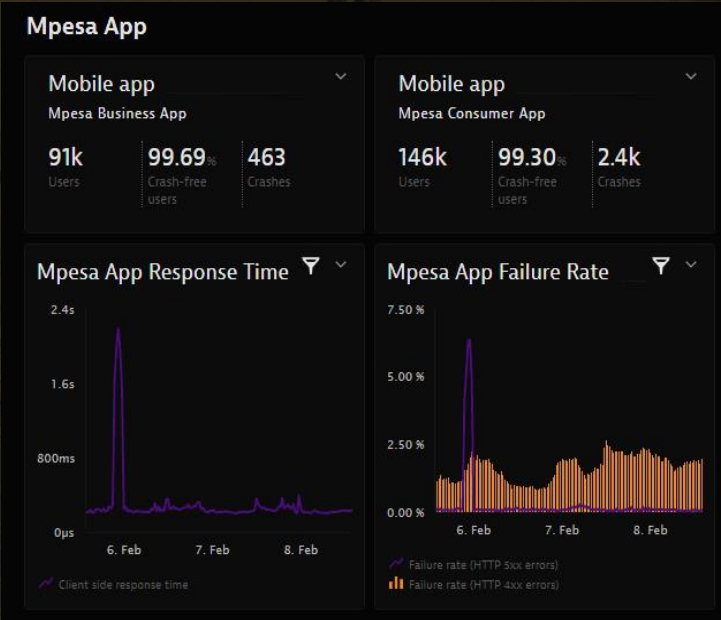 Mpesa App
Mobile app
Mpesa Business App
91k
Users
99.69%
Crash-free
users
463
Crashes
Mobile app
Mpesa Consumer App
146k
Users
99.30%
Crash-free
users
2.4k
Crashes
Mpesa App Response Time
2.4s
1.6s
800ms
0µs
6. Feb 7. Feb 8. Feb
Client side response time
Mpesa App Failure Rate
7.50 %
5.00 %
2.50 %
0.00 %
6. Feb 7. Feb 8. Feb
Failure rate (HTTP 5xx errors)
Failure rate (HTTP 4xx errors)